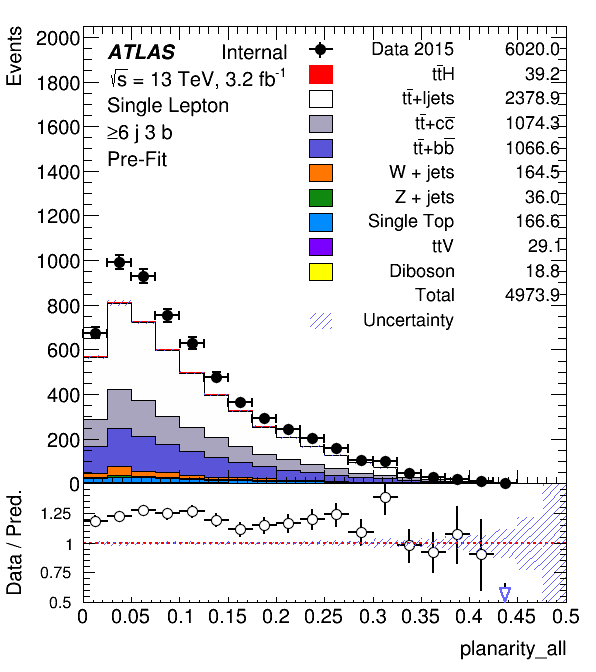 Events
2000
1800
1600
1400
1200
1000
800
600
400
200
0
ATLAS Internal
√s = 13 TeV, 3.2 fb⁻¹
Single Lepton
≥6 j 3 b
Pre-Fit
Data 2015 6020.0
tt̄H 39.2
tt̄+ljets 2378.9
tt̄+cc̄ 1074.3
tt̄+bb̄ 1066.6
W + jets 164.5
Z + jets 36.0
Single Top 166.6
ttV 29.1
Diboson 18.8
Total 4973.9
Uncertainty
Data / Pred.
1.25
1
0.75
0.5
0 0.05 0.1 0.15 0.2 0.25 0.3 0.35 0.4 0.45 0.5
planarity_all